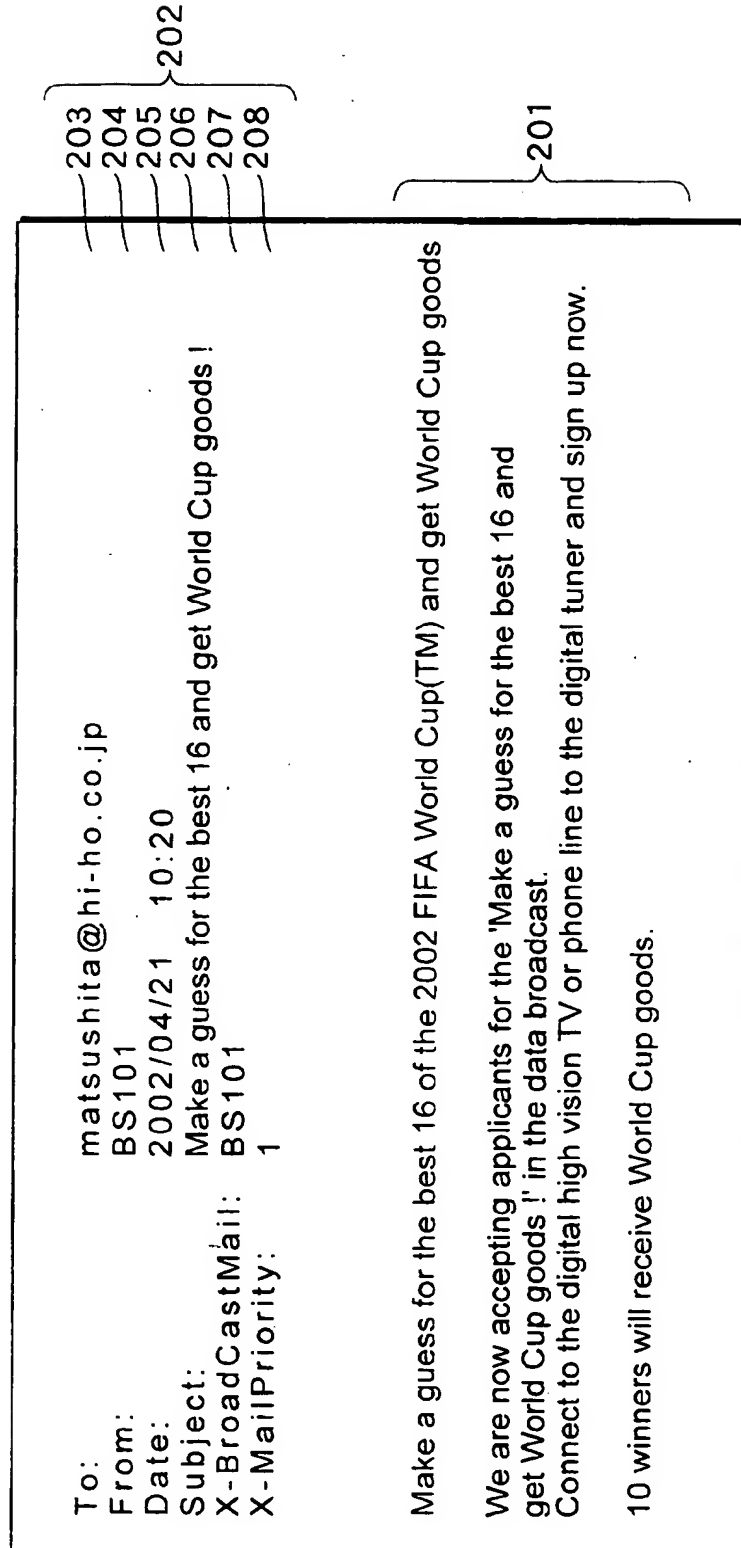 To: matsushita@hi-ho.co.jp 203
From: BS101 204
Date: 2002/04/21 10:20 205
Subject: Make a guess for the best 16 and get World Cup goods ! 206
X-BroadCastMail: BS101 207
X-MailPriority: 1 208
202
Make a guess for the best 16 of the 2002 FIFA World Cup(TM) and get World Cup goods
We are now accepting applicants for the 'Make a guess for the best 16 and
get World Cup goods !' in the data broadcast.
Connect to the digital high vision TV or phone line to the digital tuner and sign up now.
10 winners will receive World Cup goods.
201